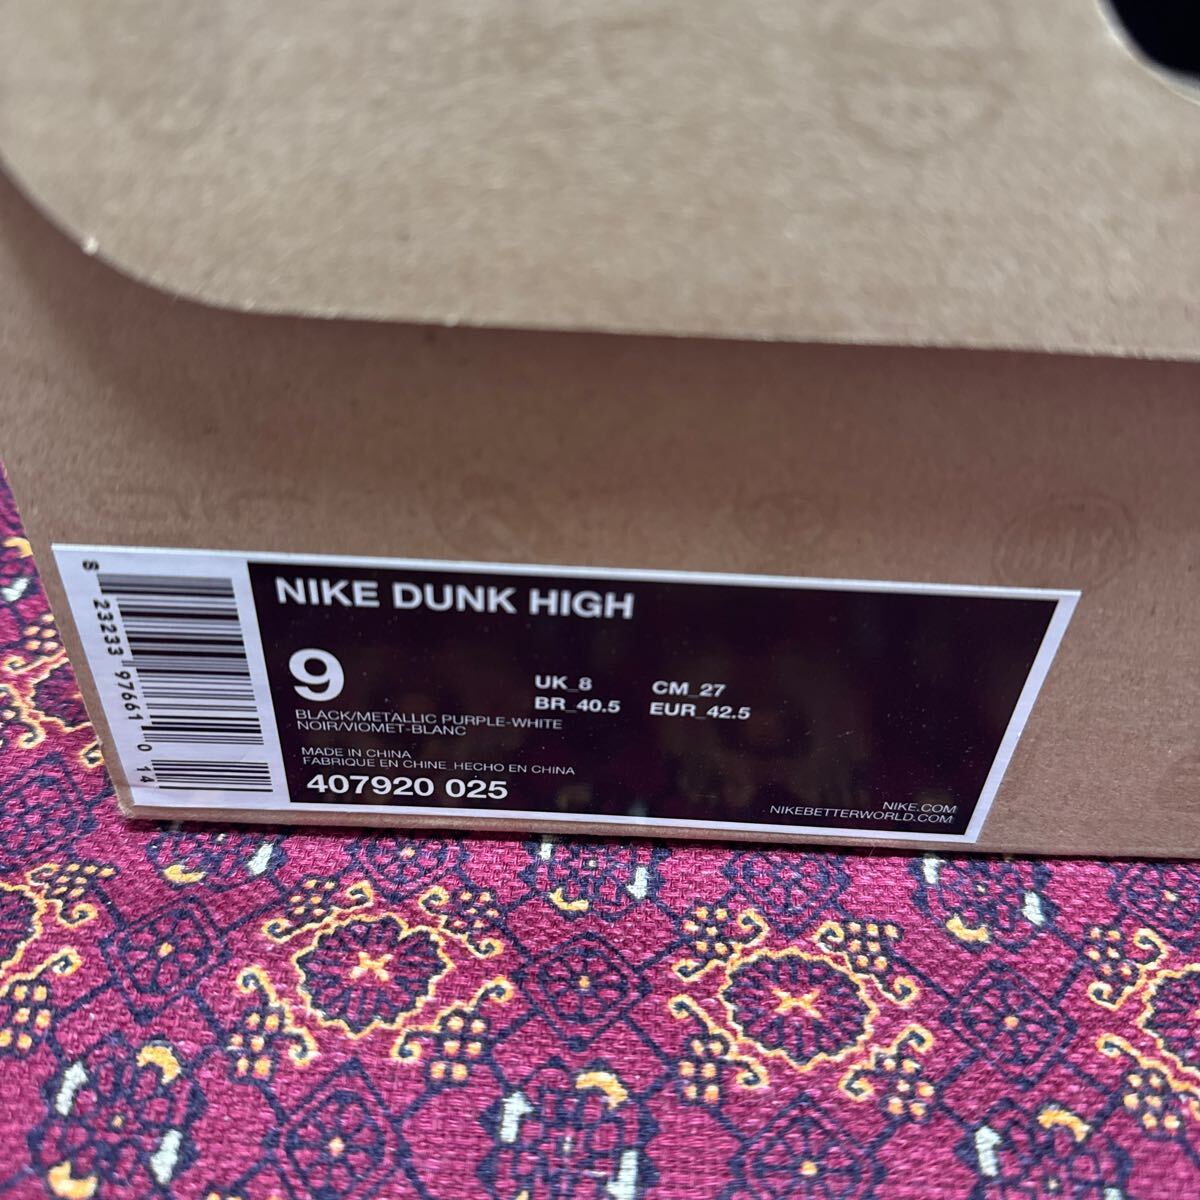 NIKE DUNK HIGH
9
UK_8 CM_27
BR_40.5 EUR_42.5
BLACK/METALLIC PURPLE-WHITE
NOIR/VIOMET-BLANC
MADE IN CHINA
FABRIQUE EN CHINE_HECHO EN CHINA
407920 025
NIKE.COM
NIKEBETTERWORLD.COM
8 23233 97661 0 14